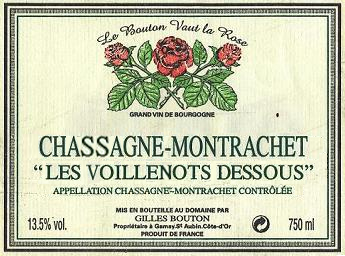 Le Bouton Vaut la Rose
GRAND VIN DE BOURGOGNE
CHASSAGNE-MONTRACHET
"LES VOILLENOTS DESSOUS"
APPELLATION CHASSAGNE-MONTRACHET CONTRÔLÉE
MIS EN BOUTEILLE AU DOMAINE PAR
13.5% vol. GILLES BOUTON 750 ml
Propriétaire à Gamay.St Aubin.Côte-d'Or
PRODUIT DE FRANCE